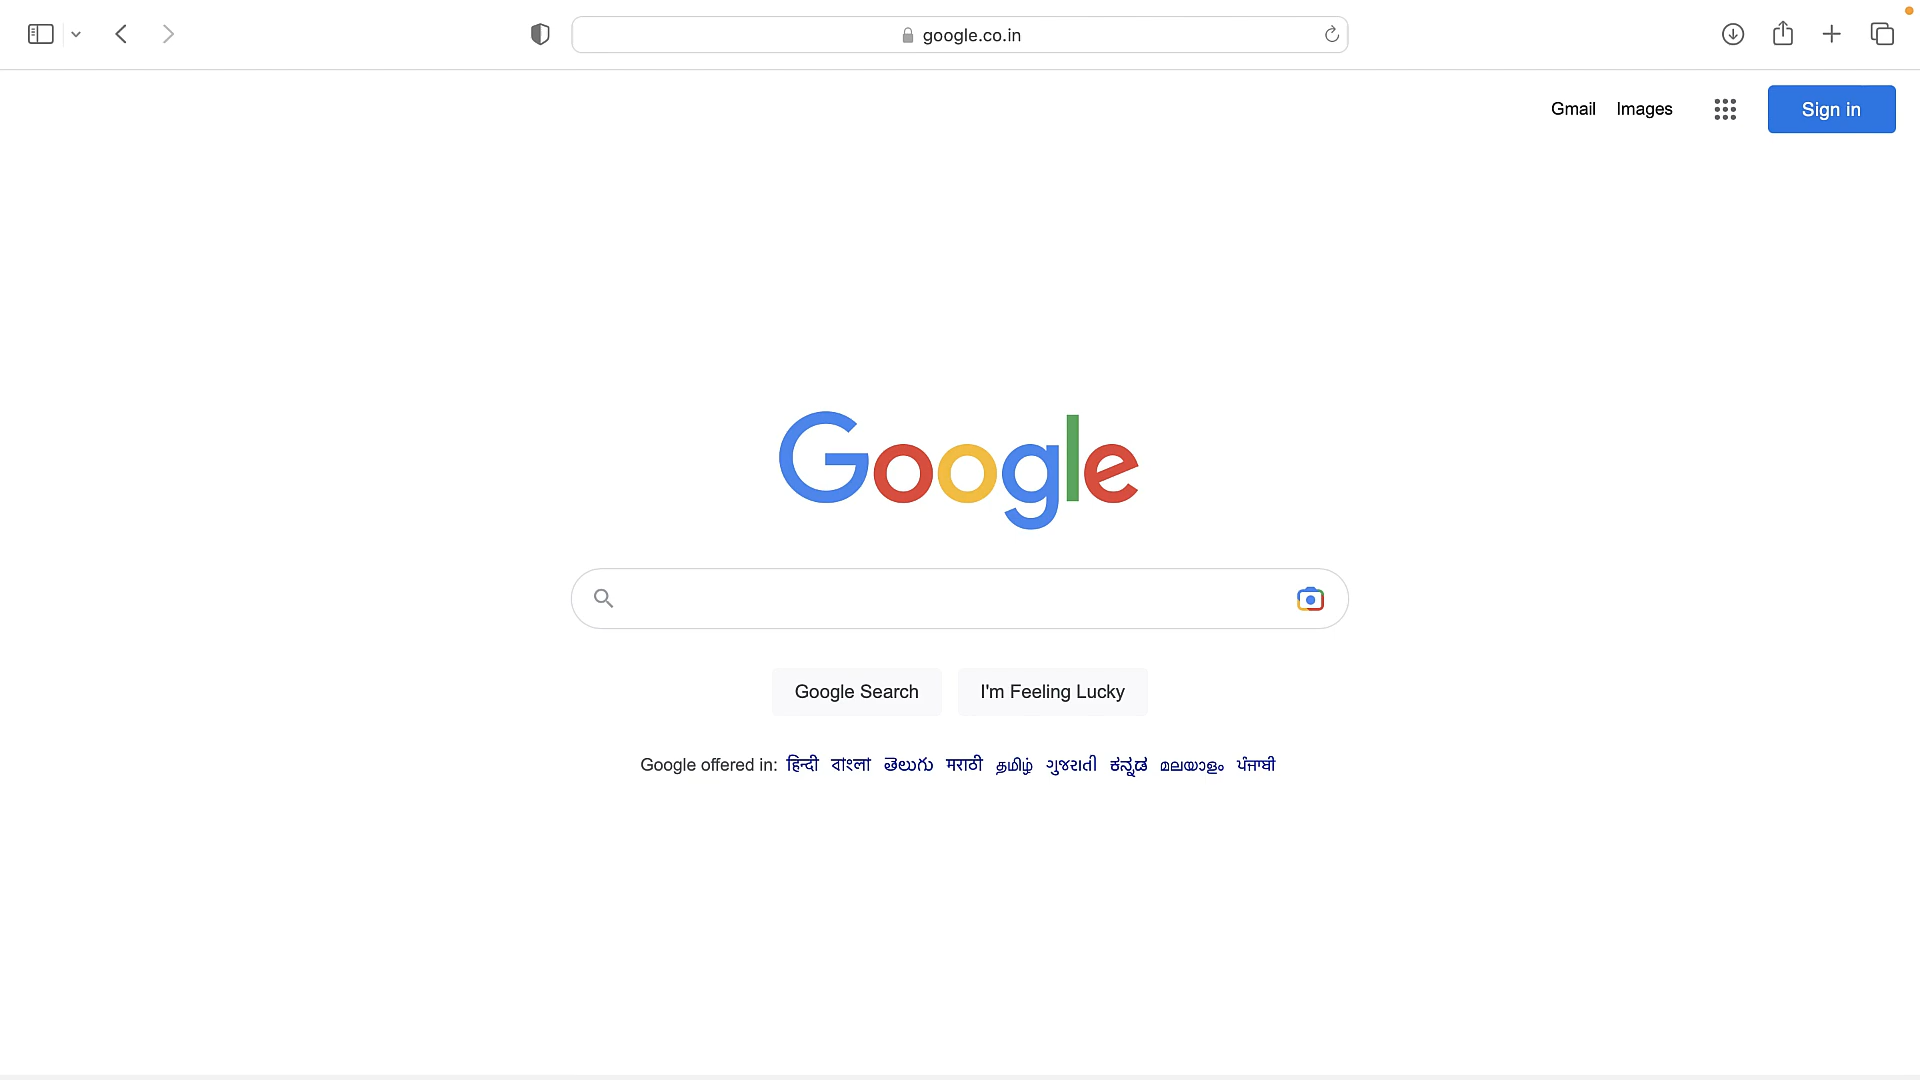 google.co.in
Gmail Images Sign in
Google
Google Search I'm Feeling Lucky
Google offered in: हिन्दी বাংলা తెలుగు मराठी தமிழ் ગુજરાતી ಕನ್ನಡ മലയാളം ਪੰਜਾਬੀ